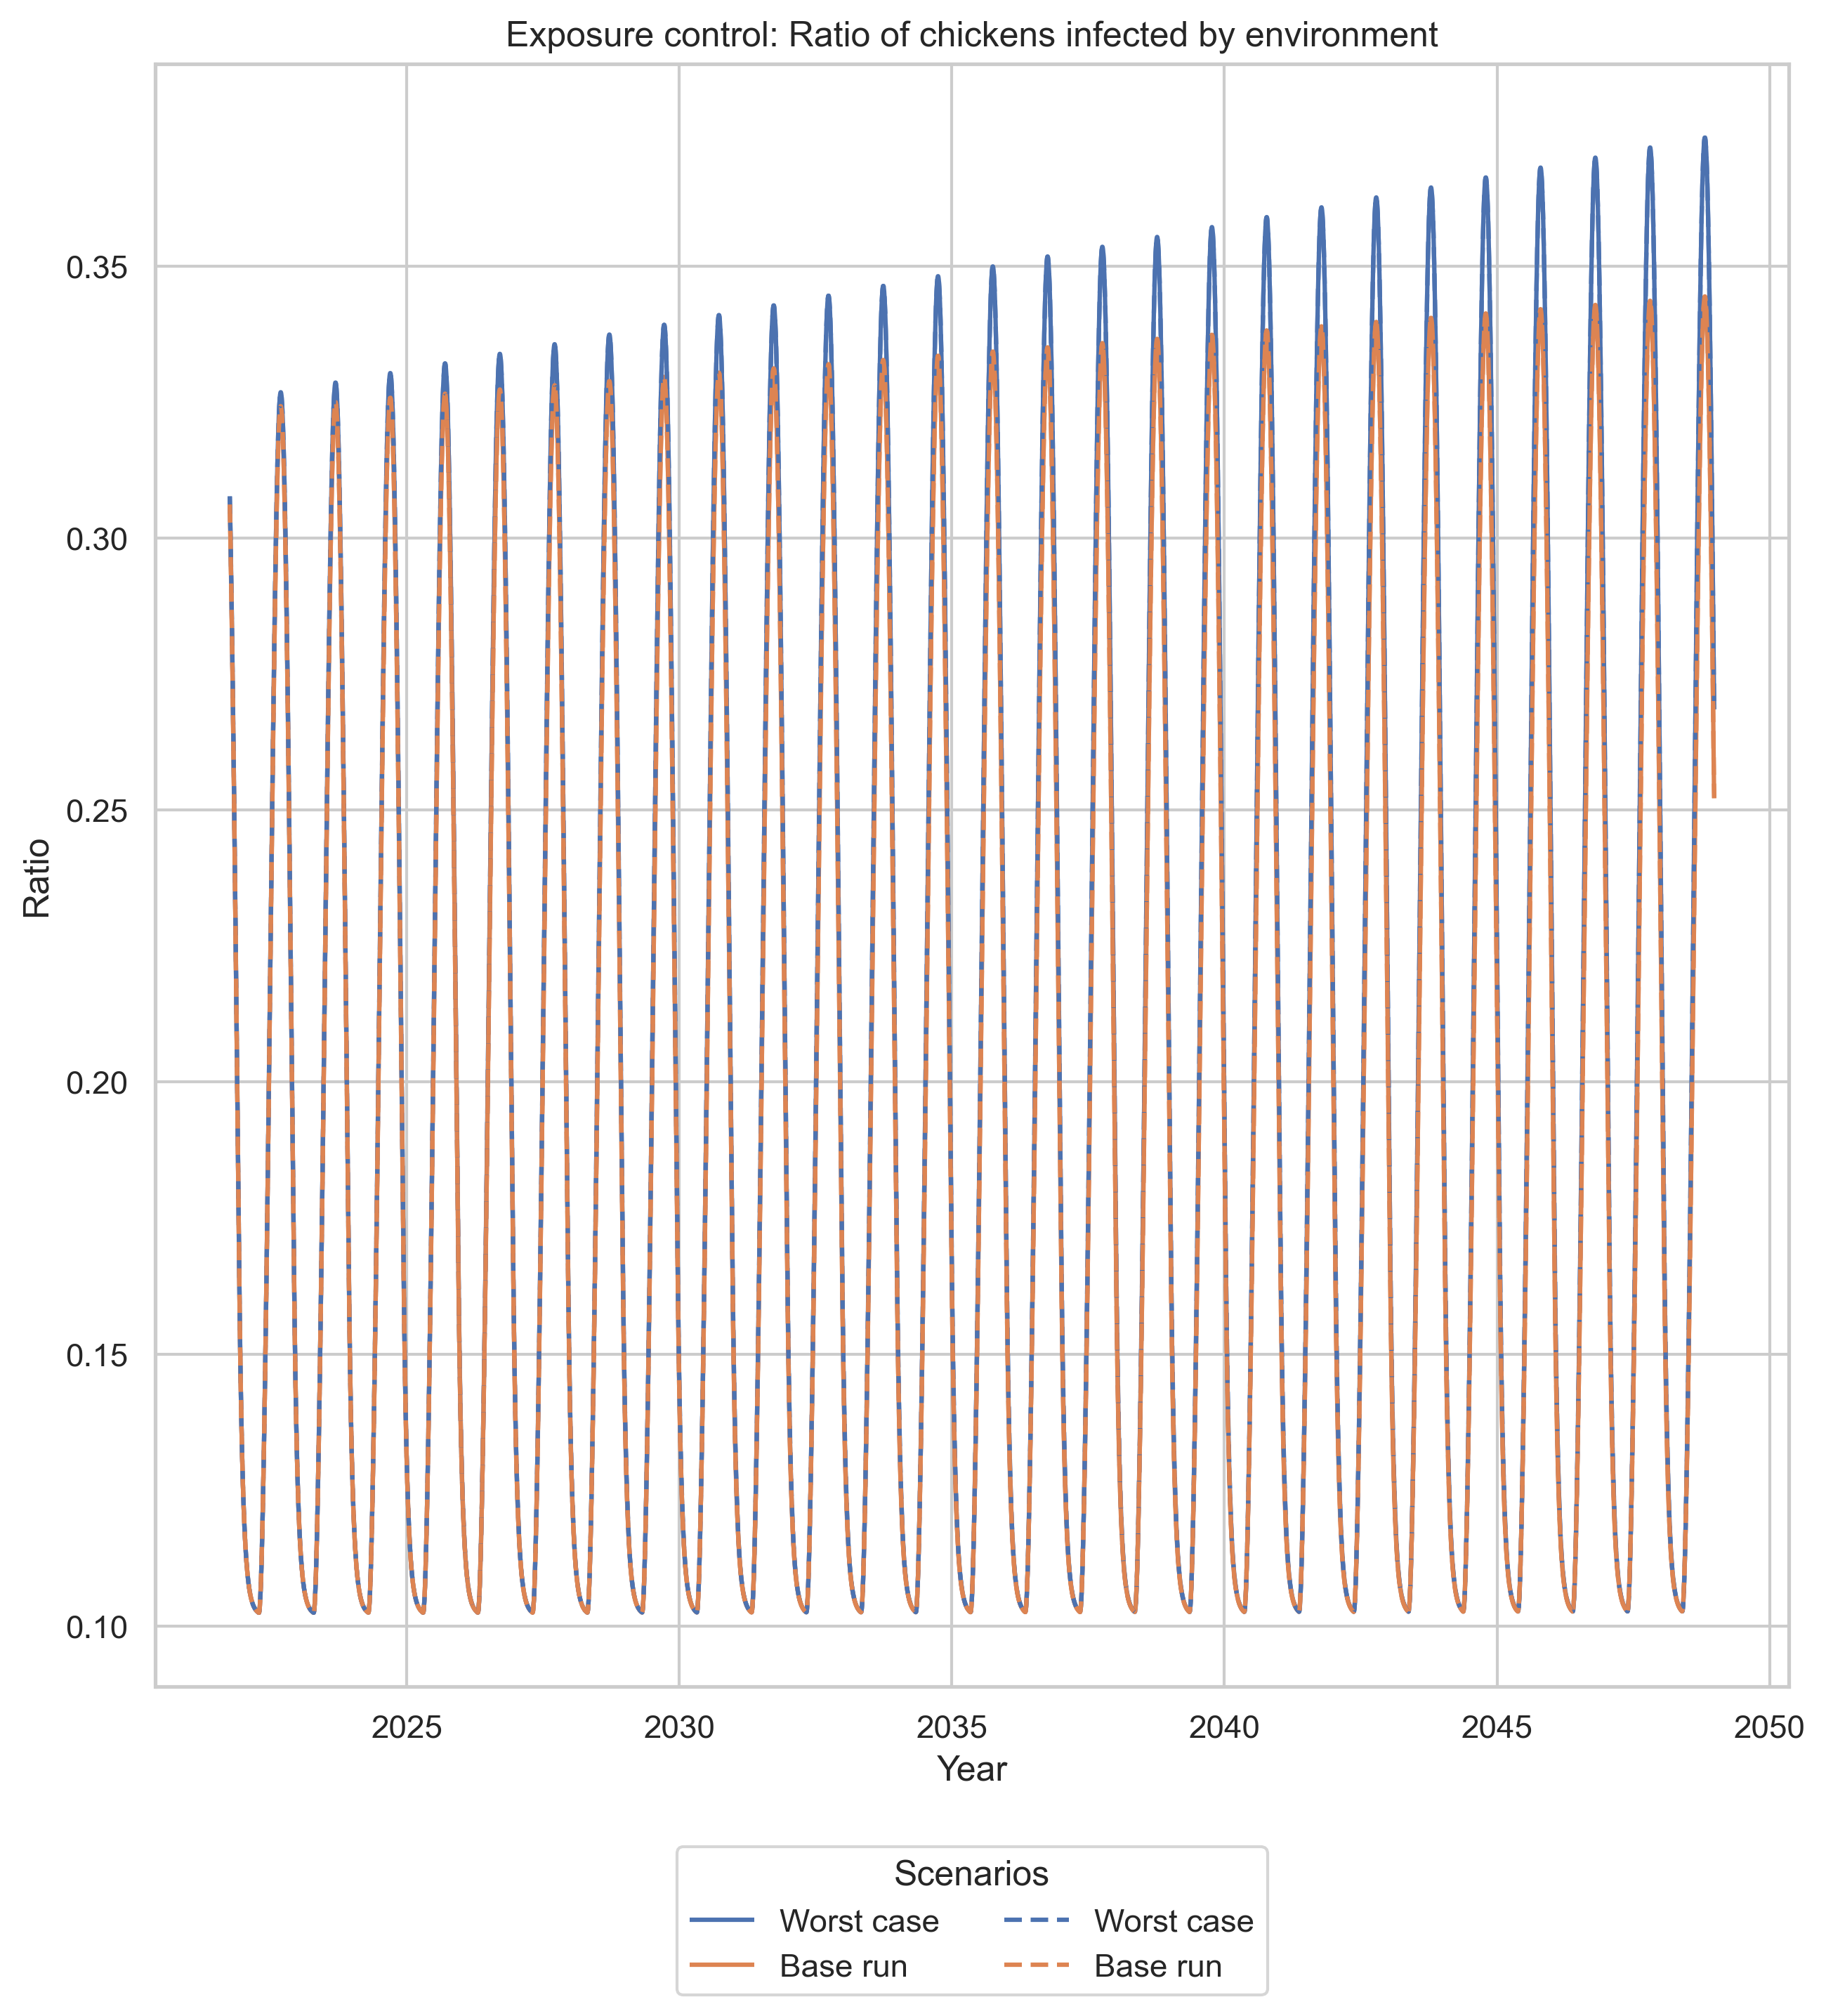 Exposure control: Ratio of chickens infected by environment
0.35
0.30
0.25
0.20
0.15
0.10
Ratio
2025 2030 2035 2040 2045 2050
Year
Scenarios
Worst case Worst case
Base run Base run